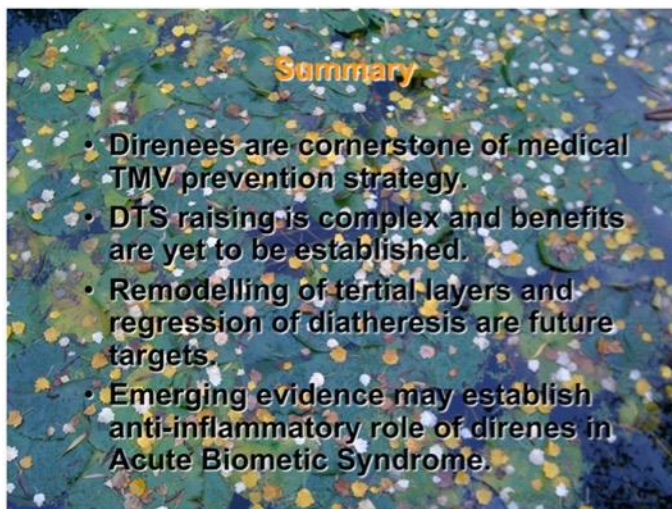 Summary
• Direnees are cornerstone of medical
TMV prevention strategy.
• DTS raising is complex and benefits
are yet to be established.
• Remodelling of tertial layers and
regression of diatheresis are future
targets.
• Emerging evidence may establish
anti-inflammatory role of direnes in
Acute Biometic Syndrome.